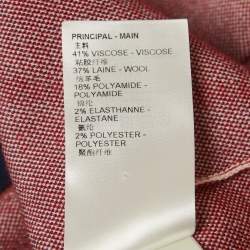 PRINCIPAL - MAIN
主料
41% VISCOSE - VISCOSE
粘胶纤维
37% LAINE - WOOL
绵羊毛
18% POLYAMIDE -
POLYAMIDE
锦纶
2% ELASTHANNE -
ELASTANE
氨纶
2% POLYESTER -
POLYESTER
聚酯纤维